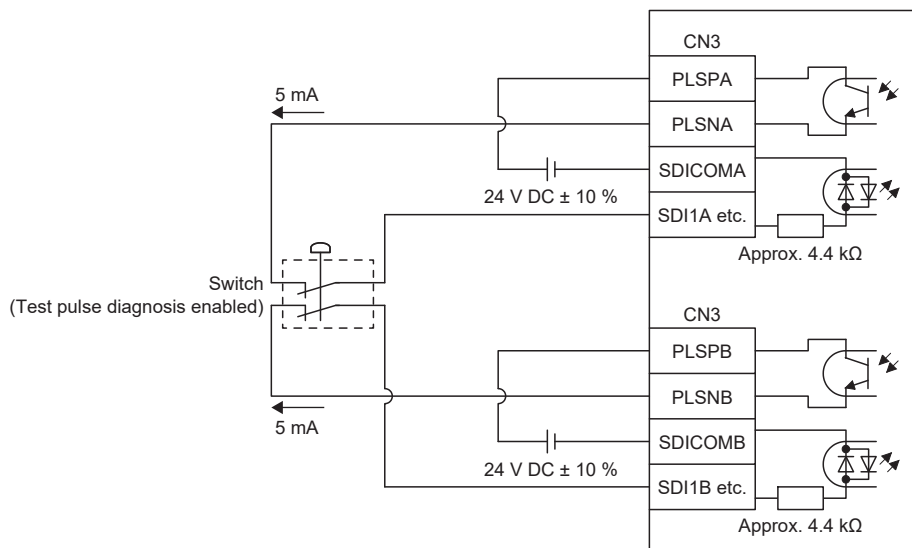 CN3
PLSPA
5 mA
PLSNA
SDICOMA
24 V DC ± 10 %
SDI1A etc.
Approx. 4.4 kΩ
Switch
(Test pulse diagnosis enabled)
CN3
PLSPB
PLSNB
5 mA
SDICOMB
24 V DC ± 10 %
SDI1B etc.
Approx. 4.4 kΩ